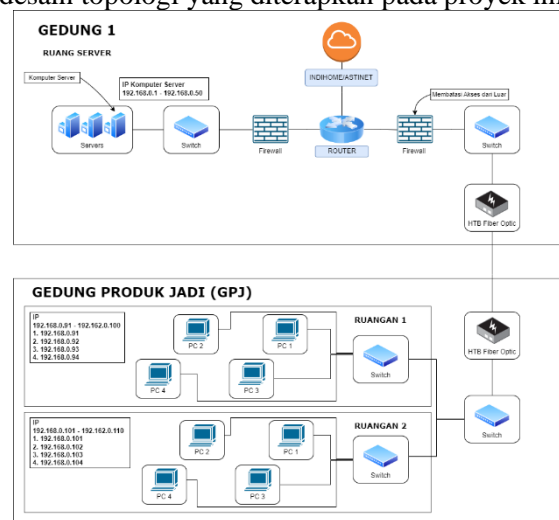 desain topologi yang diterapkan pada proyek ini
GEDUNG 1
RUANG SERVER
Komputer Server
IP Komputer Server
192.168.0.1 - 192.168.0.50
INDIHOME/ASTINET
Membatasi Akses dari Luar
Servers
Switch
Firewall
ROUTER
Firewall
Switch
HTB Fiber Optic
GEDUNG PRODUK JADI (GPJ)
IP
192.168.0.91 - 192.162.0.100
1. 192.168.0.91
2. 192.168.0.92
3. 192.168.0.93
4. 192.168.0.94
RUANGAN 1
PC 2
PC 1
PC 4
PC 3
Switch
HTB Fiber Optic
IP
192.168.0.101 - 192.162.0.110
1. 192.168.0.101
2. 192.168.0.102
3. 192.168.0.103
4. 192.168.0.104
RUANGAN 2
PC 2
PC 1
PC 4
PC 3
Switch
Switch